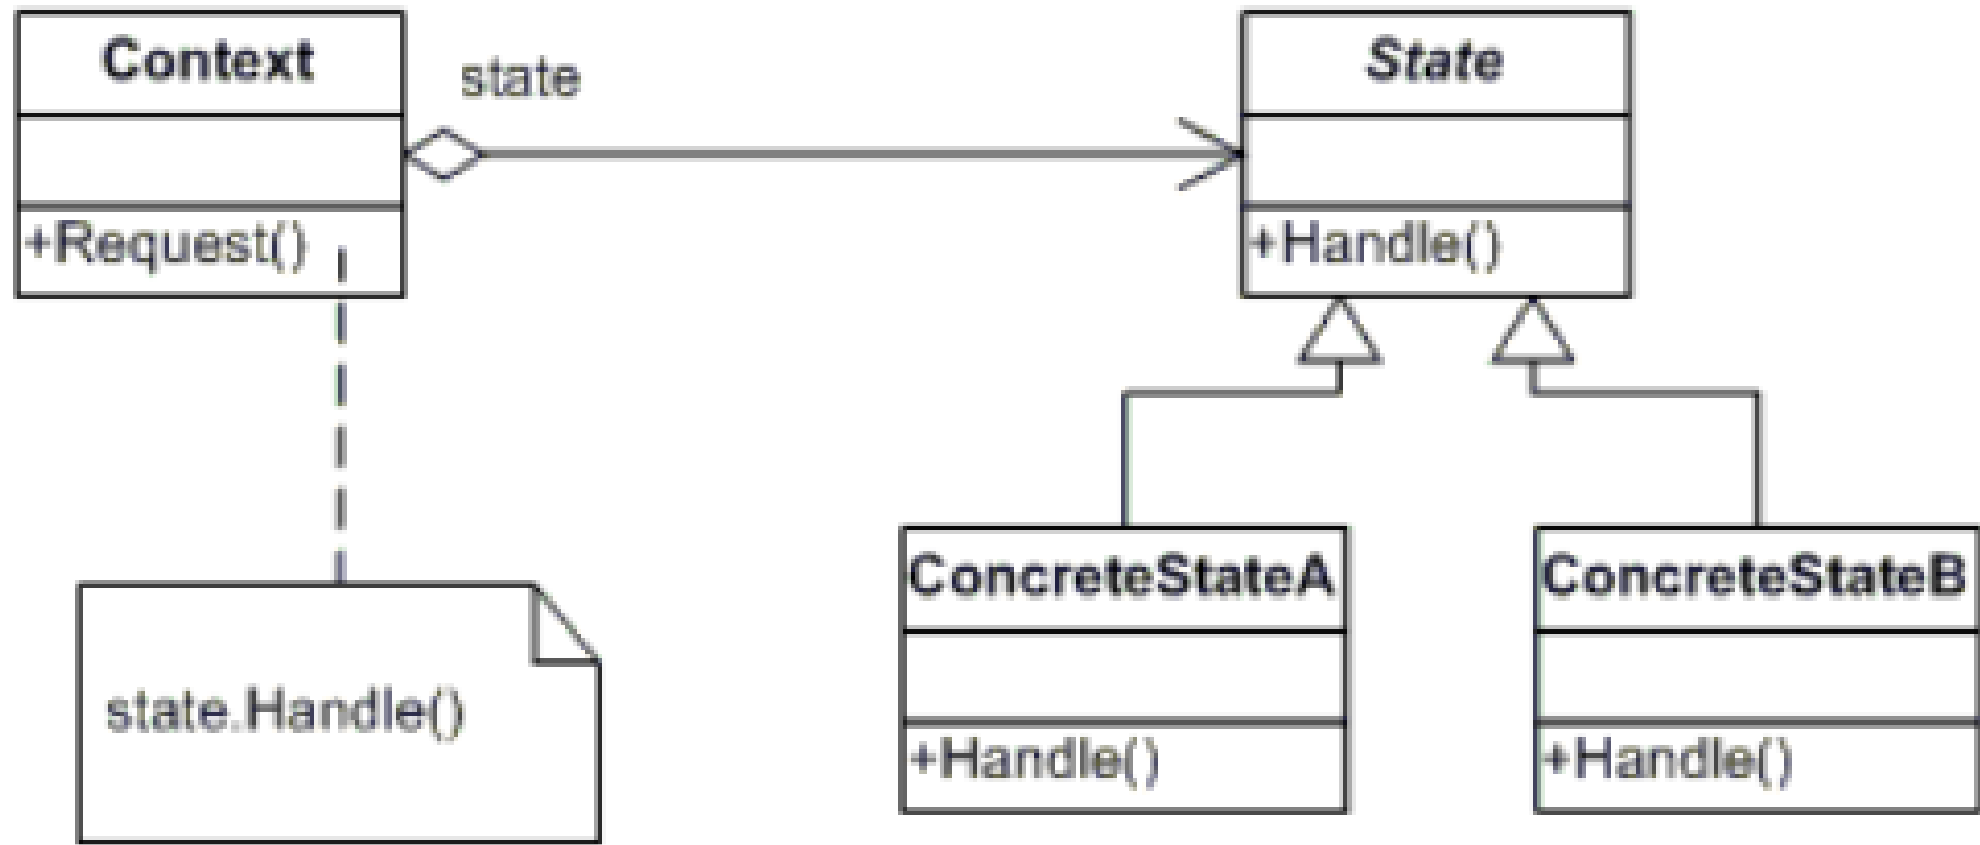 Context
state
State
+Request()
+Handle()
ConcreteStateA
ConcreteStateB
state.Handle()
+Handle()
+Handle()